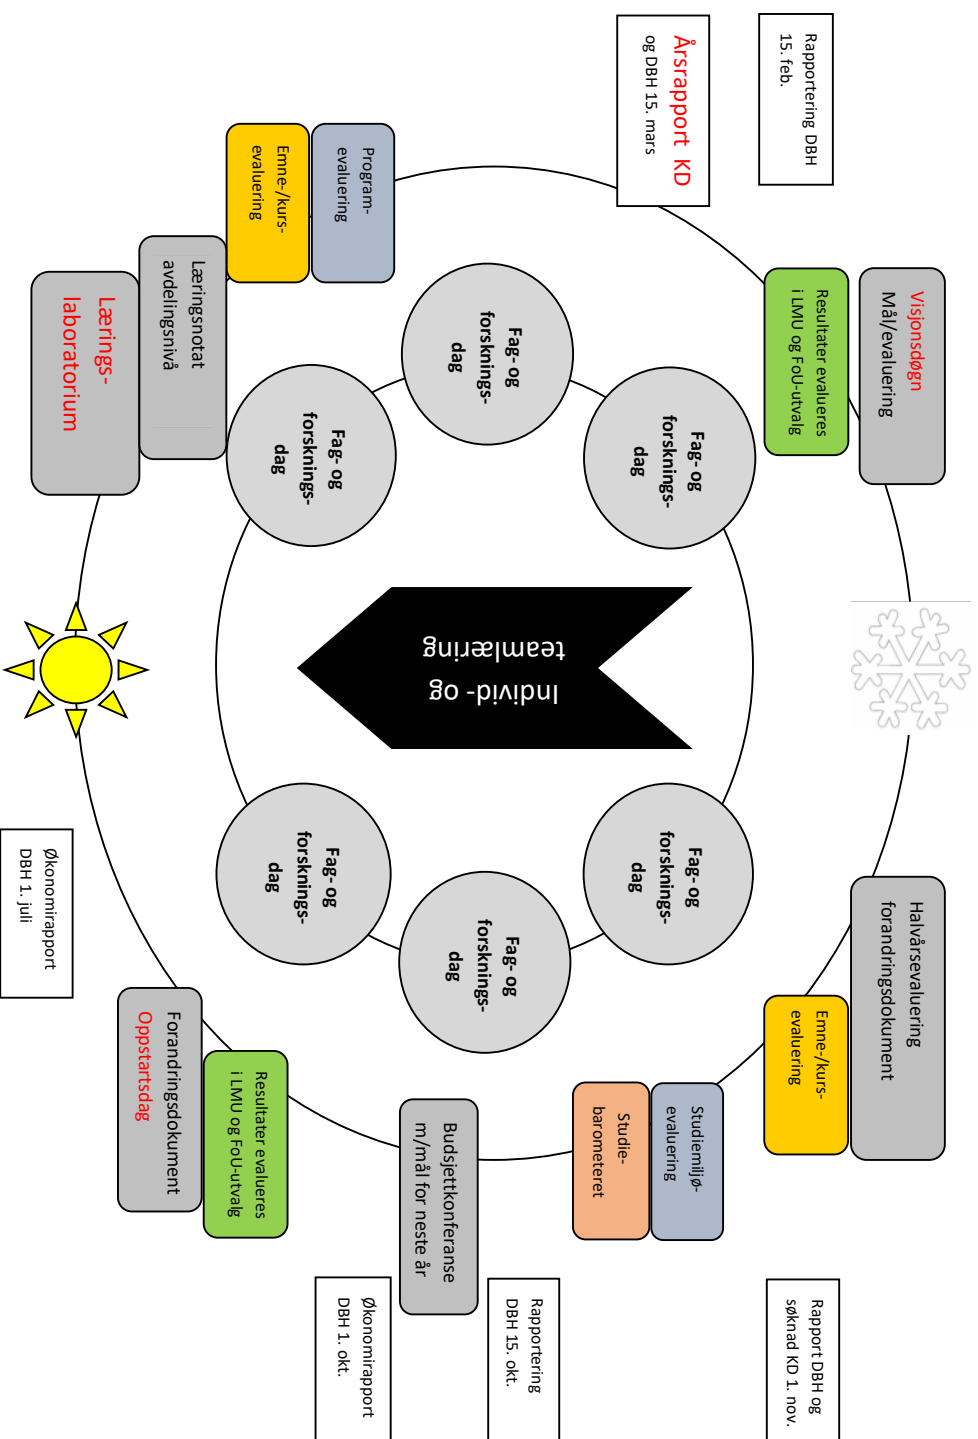 Rapportering DBH
15. feb.
Årsrapport KD
og DBH 15. mars
Visjonsdøgn
Mål/evaluering
Resultater evalueres
i LMU og FoU-utvalg
Program-
evaluering
Emne-/kurs-
evaluering
Læringsnotat
avdelingsnivå
Lærings-
laboratorium
Fag- og
forsknings-
dag
Fag- og
forsknings-
dag
Fag- og
forsknings-
dag
Individ- og
teamlæring
Fag- og
forsknings-
dag
Fag- og
forsknings-
dag
Fag- og
forsknings-
dag
Halvårsevaluering
forandringsdokument
Emne-/kurs-
evaluering
Studiemiljø-
evaluering
Studie-
barometeret
Budsjettkonferanse
m/mål for neste år
Resultater evalueres
i LMU og FoU-utvalg
Forandringsdokument
Oppstartsdag
Økonomirapport
DBH 1. juli
Rapport DBH og
søknad KD 1. nov.
Rapportering
DBH 15. okt.
Økonomirapport
DBH 1. okt.